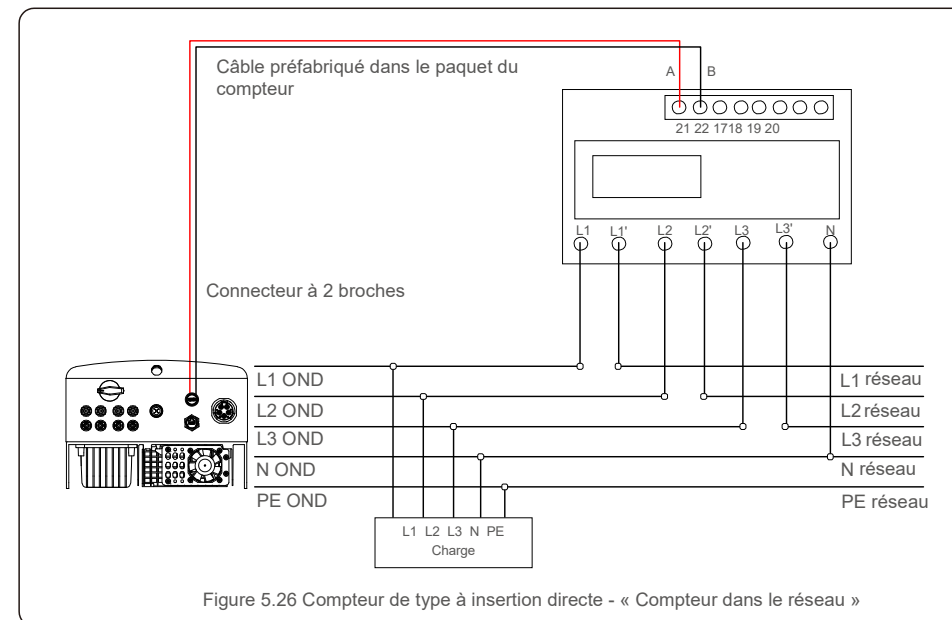 Câble préfabriqué dans le paquet du
compteur
A B
21 22 1718 19 20
L1 L1' L2 L2' L3 L3' N
Connecteur à 2 broches
L1 OND
L1 réseau
L2 OND
L2 réseau
L3 OND
L3 réseau
N OND
N réseau
PE OND
PE réseau
L1 L2 L3 N PE
Charge
Figure 5.26 Compteur de type à insertion directe - « Compteur dans le réseau »